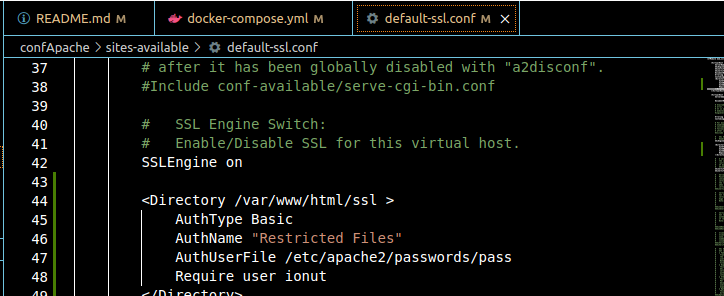 README.md M docker-compose.yml M default-ssl.conf M ×
confApache > sites-available > default-ssl.conf
37 # after it has been globally disabled with "a2disconf".
38 #Include conf-available/serve-cgi-bin.conf
39
40 #   SSL Engine Switch:
41 #   Enable/Disable SSL for this virtual host.
42 SSLEngine on
43
44 <Directory /var/www/html/ssl >
45     AuthType Basic
46     AuthName "Restricted Files"
47     AuthUserFile /etc/apache2/passwords/pass
48     Require user ionut
49 </Directory>